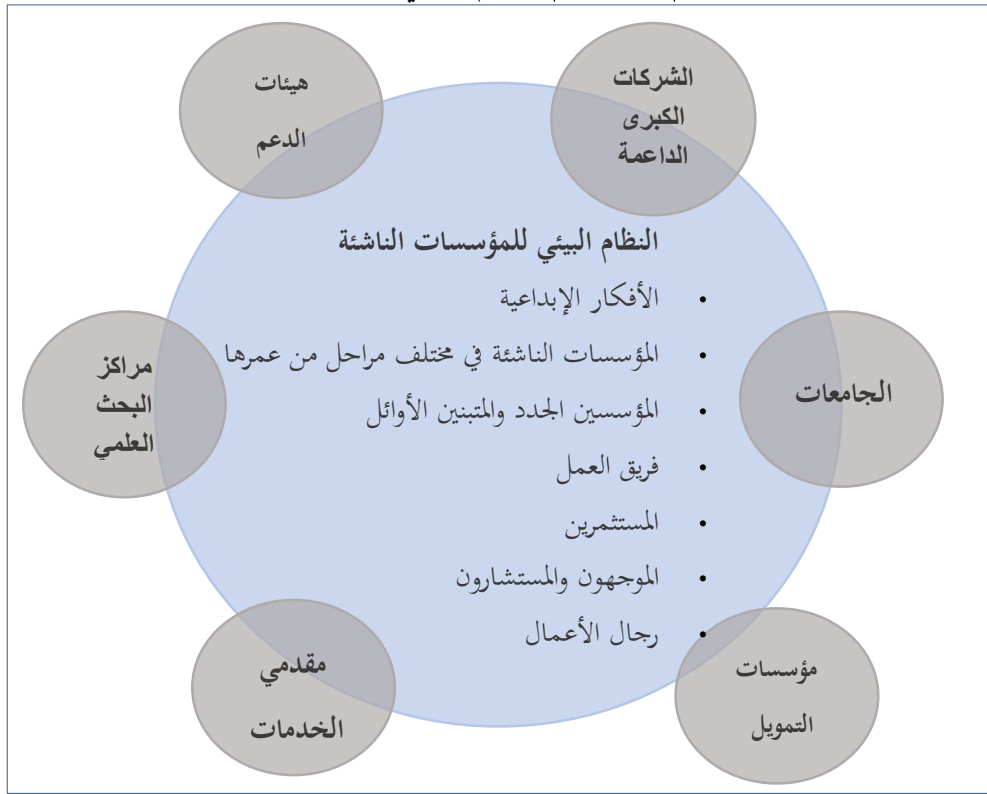 الشركات
الكبرى
الداعمة
هيئات
الدعم
النظام البيئي للمؤسسات الناشئة
• الأفكار الإبداعية
• المؤسسات الناشئة في مختلف مراحل من عمرها
• المؤسسين الجدد والمتبنين الأوائل
• فريق العمل
• المستثمرين
• الموجهون والمستشارون
• رجال الأعمال
الجامعات
مراكز
البحث
العلمي
مؤسسات
التمويل
مقدمي
الخدمات